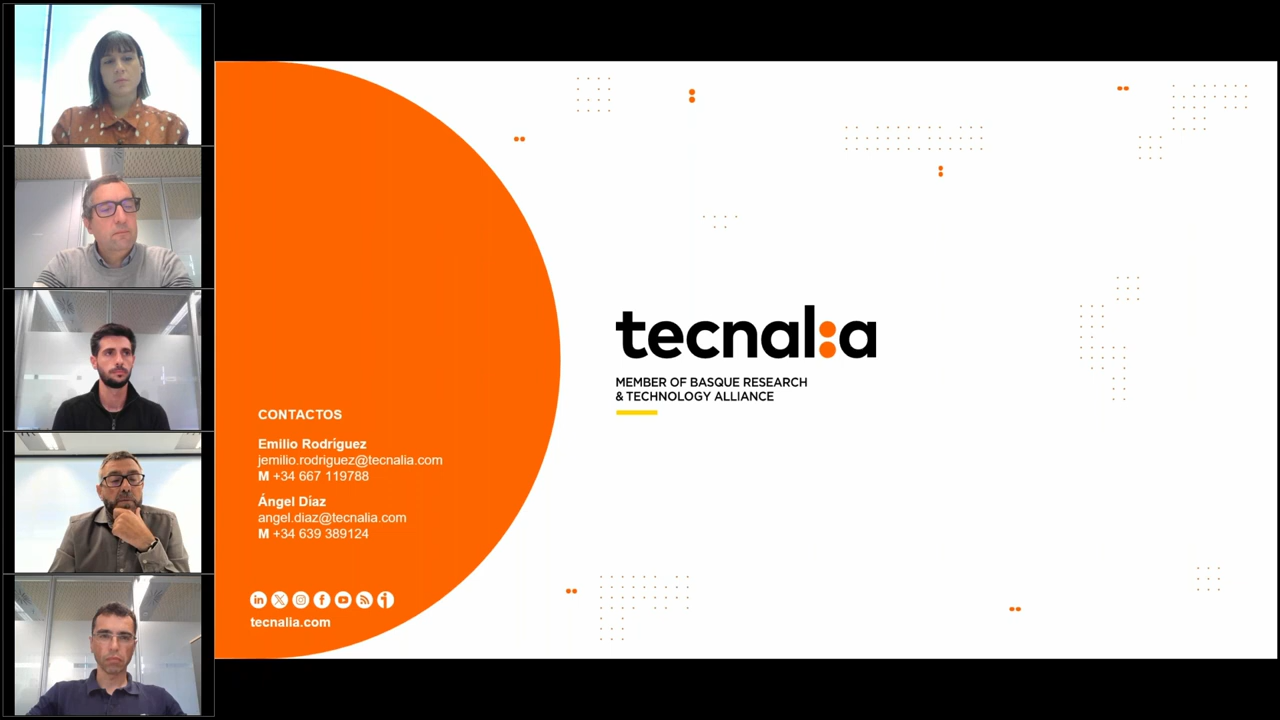 CONTACTOS
Emilio Rodríguez
jemilio.rodriguez@tecnalia.com
M +34 667 119788
Ángel Díaz
angel.diaz@tecnalia.com
M +34 639 389124
tecnalia.com
tecnalia
MEMBER OF BASQUE RESEARCH
& TECHNOLOGY ALLIANCE